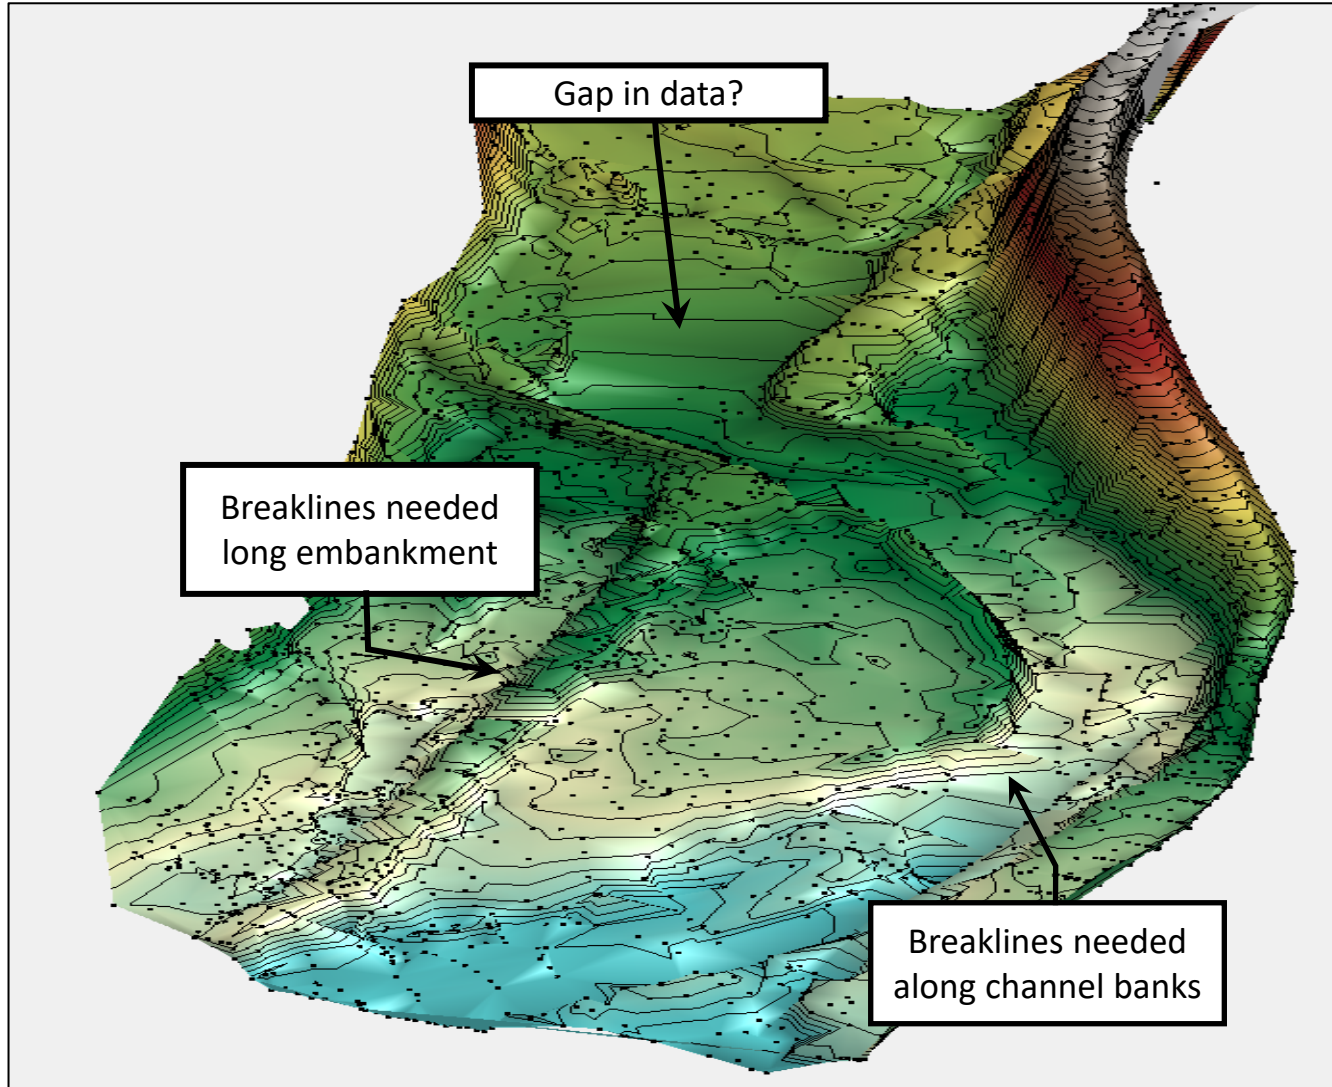 Gap in data?
Breaklines needed
long embankment
Breaklines needed
along channel banks